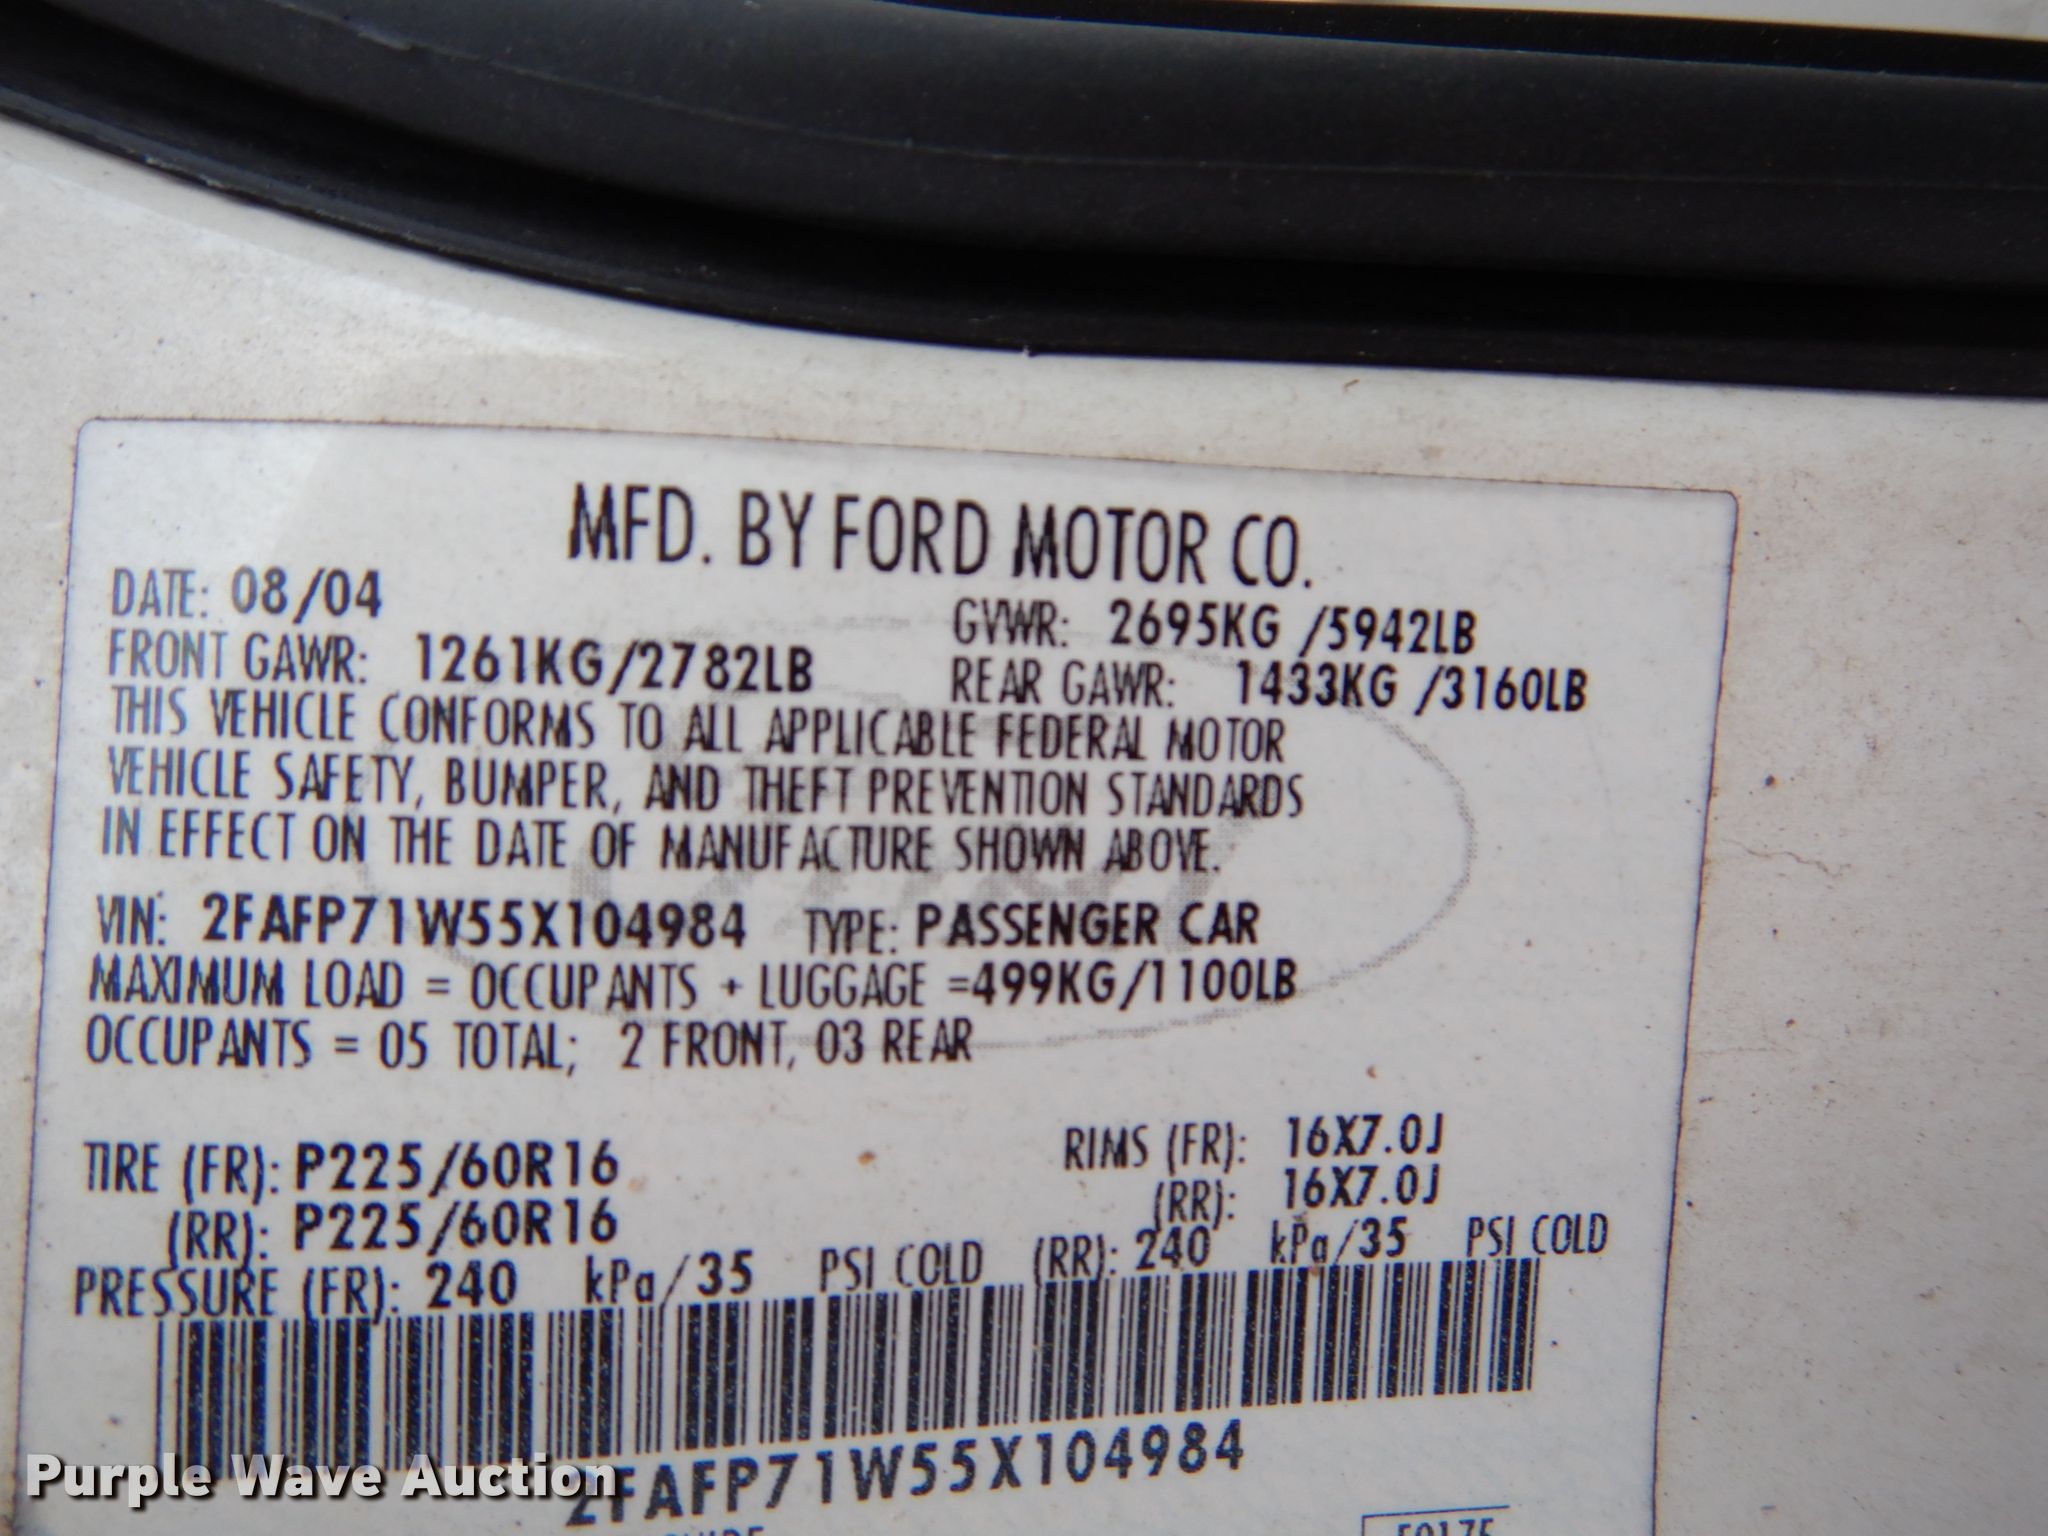 MFD. BY FORD MOTOR CO.
DATE: 08/04 GVWR: 2695KG /5942LB
FRONT GAWR: 1261KG/2782LB REAR GAWR: 1433KG /3160LB
THIS VEHICLE CONFORMS TO ALL APPLICABLE FEDERAL MOTOR
VEHICLE SAFETY, BUMPER, AND THEFT PREVENTION STANDARDS
IN EFFECT ON THE DATE OF MANUFACTURE SHOWN ABOVE.
VIN: 2FAFP71W55X104984 TYPE: PASSENGER CAR
MAXIMUM LOAD = OCCUPANTS + LUGGAGE =499KG/1100LB
OCCUPANTS = 05 TOTAL; 2 FRONT, 03 REAR
TIRE (FR): P225/60R16 RIMS (FR): 16X7.0J
(RR): P225/60R16 (RR): 16X7.0J
PRESSURE (FR): 240 kPa/35 PSI COLD (RR): 240 kPa/35 PSI COLD
2FAFP71W55X104984
Purple Wave Auction